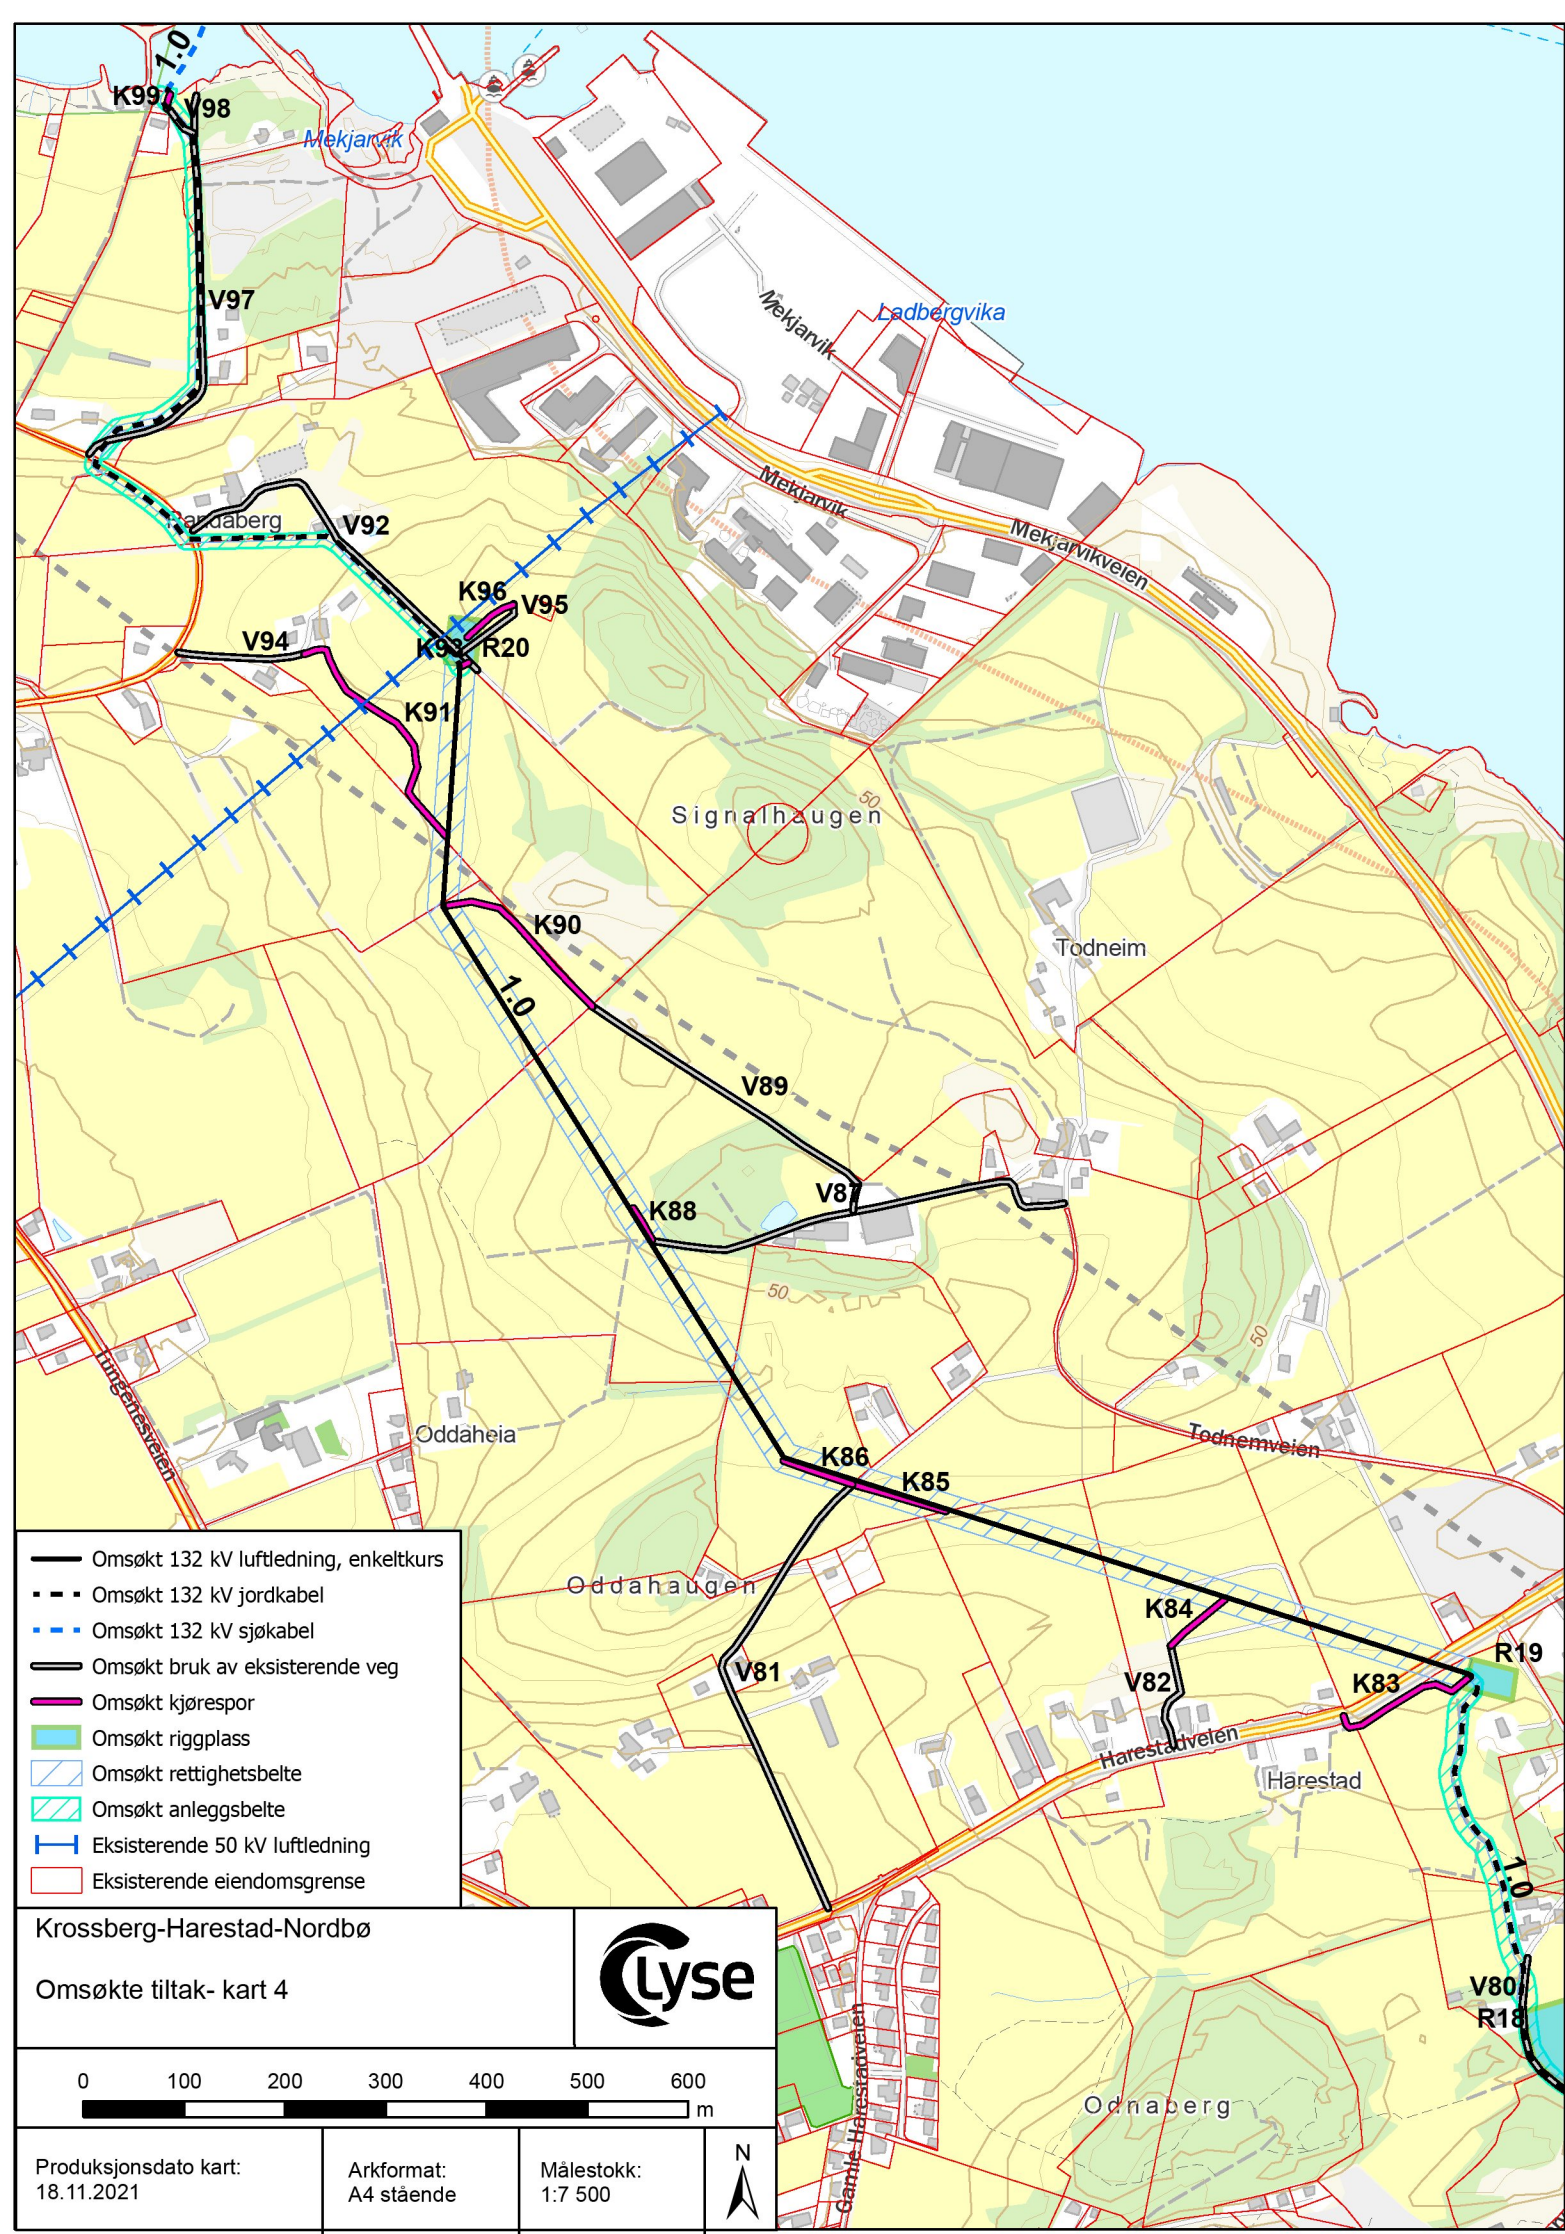 1.0
K99
V98
Mekjarvik
V97
Mekjarvik
Ladbergvika
Mekjarvik
Mekjarvikveien
Randaberg
V92
K96
V95
V94
K93
R20
K91
Signalhaugen
50
K90
Todneim
1.0
V89
V87
K88
50
50
Tungenesveien
Oddaheia
Todnemveien
K86
K85
Oddahaugen
K84
R19
V81
V82
K83
Harestadveien
Harestad
1.0
V80
R18
Gamle Harestadveien
Odnaberg
Omsøkt 132 kV luftledning, enkeltkurs
Omsøkt 132 kV jordkabel
Omsøkt 132 kV sjøkabel
Omsøkt bruk av eksisterende veg
Omsøkt kjørespor
Omsøkt riggplass
Omsøkt rettighetsbelte
Omsøkt anleggsbelte
Eksisterende 50 kV luftledning
Eksisterende eiendomsgrense
Krossberg-Harestad-Nordbø
Omsøkte tiltak- kart 4
Lyse
0 100 200 300 400 500 600
m
Produksjonsdato kart:
18.11.2021
Arkformat:
A4 stående
Målestokk:
1:7 500
N